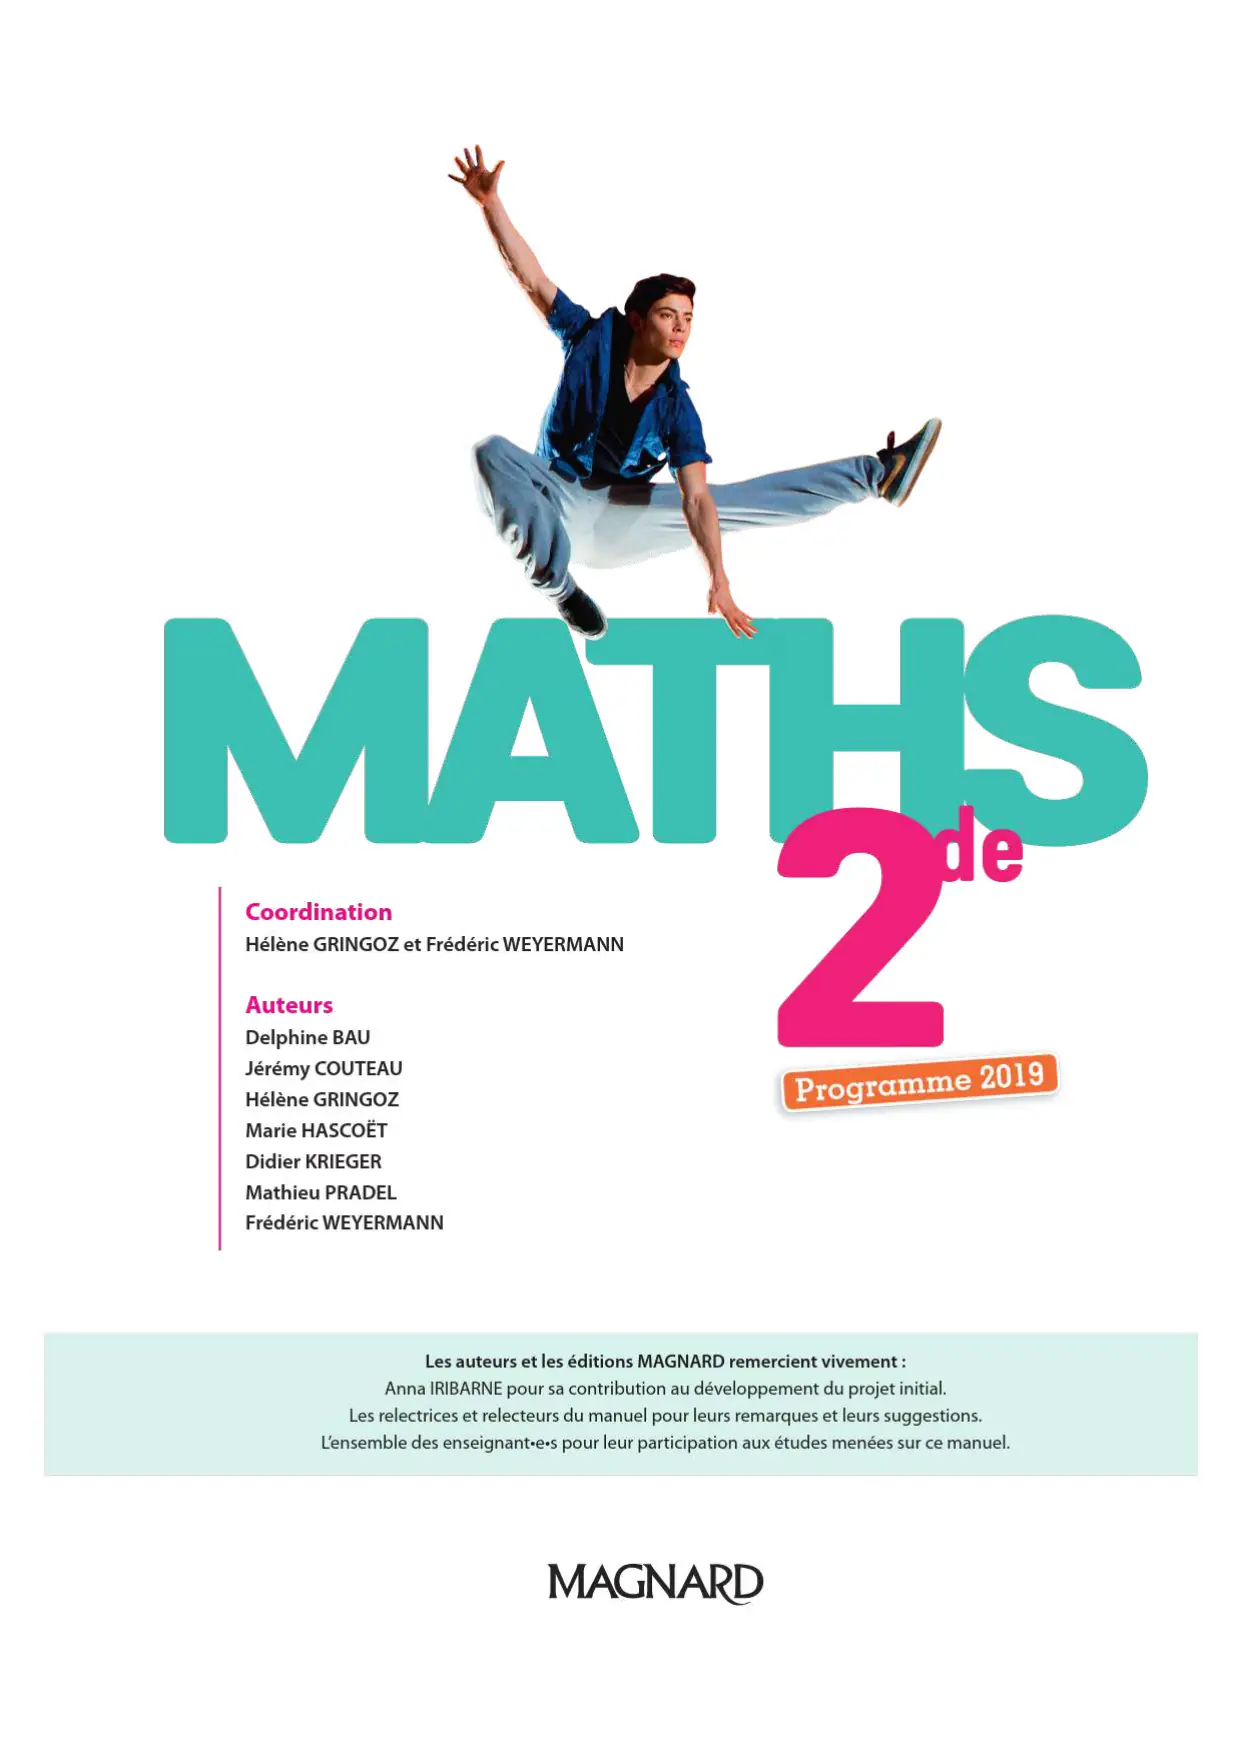 MATHS
2de
Programme 2019
Coordination
Hélène GRINGOZ et Frédéric WEYERMANN
Auteurs
Delphine BAU
Jérémy COUTEAU
Hélène GRINGOZ
Marie HASCOËT
Didier KRIEGER
Mathieu PRADEL
Frédéric WEYERMANN
Les auteurs et les éditions MAGNARD remercient vivement :
Anna IRIBARNE pour sa contribution au développement du projet initial.
Les relectrices et relecteurs du manuel pour leurs remarques et leurs suggestions.
L’ensemble des enseignant•e•s pour leur participation aux études menées sur ce manuel.
MAGNARD